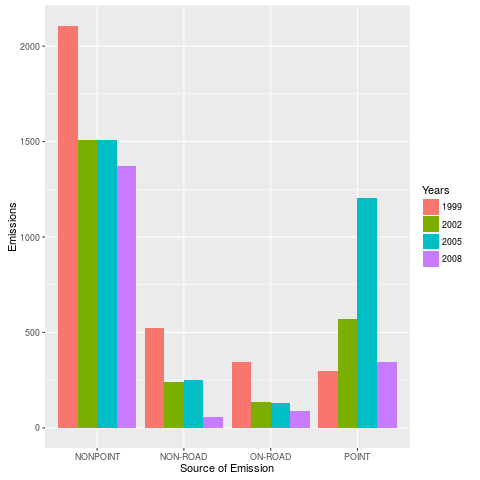 2000
1500
1000
500
0
Emissions
NONPOINT NON-ROAD ON-ROAD POINT
Source of Emission
Years
1999
2002
2005
2008